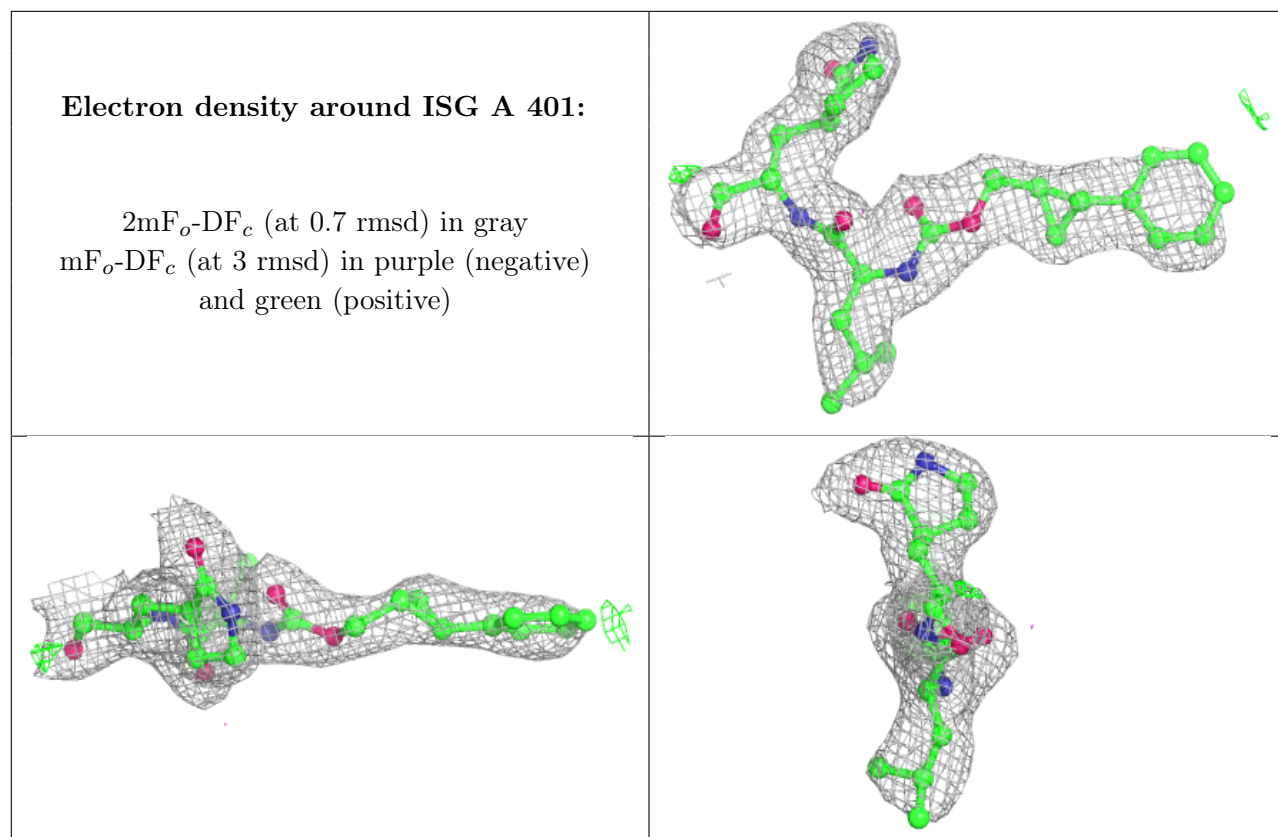 Electron density around ISG A 401:
2mFo-DFc (at 0.7 rmsd) in gray
mFo-DFc (at 3 rmsd) in purple (negative)
and green (positive)